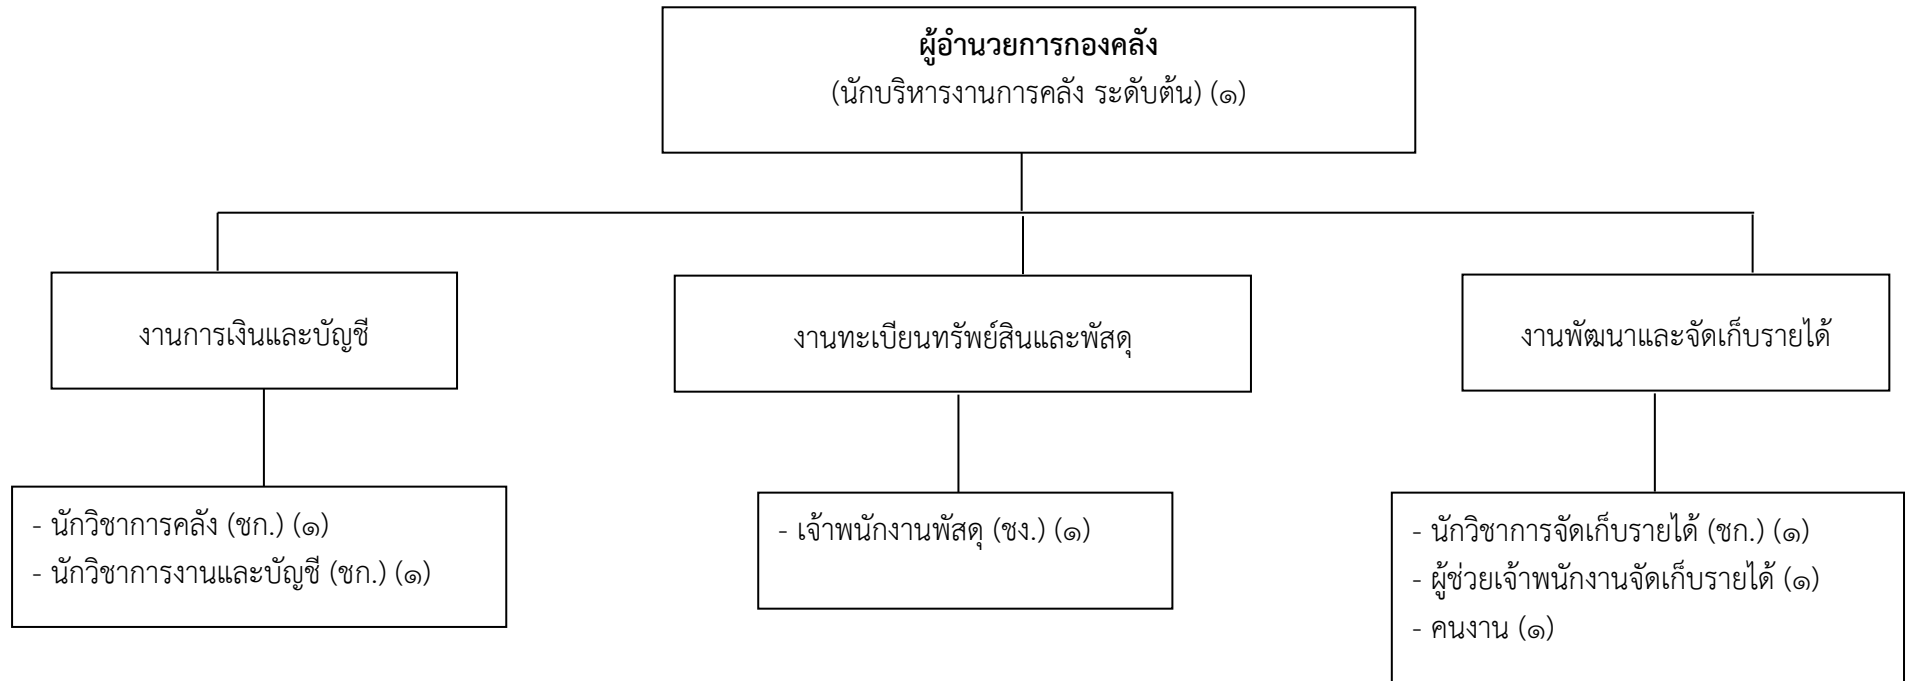 ผู้อำนวยการกองคลัง
(นักบริหารงานการคลัง ระดับต้น) (๑)
งานการเงินและบัญชี
งานทะเบียนทรัพย์สินและพัสดุ
งานพัฒนาและจัดเก็บรายได้
- นักวิชาการคลัง (ชก.) (๑)
- นักวิชาการงานและบัญชี (ชก.) (๑)
- เจ้าพนักงานพัสดุ (ชง.) (๑)
- นักวิชาการจัดเก็บรายได้ (ชก.) (๑)
- ผู้ช่วยเจ้าพนักงานจัดเก็บรายได้ (๑)
- คนงาน (๑)